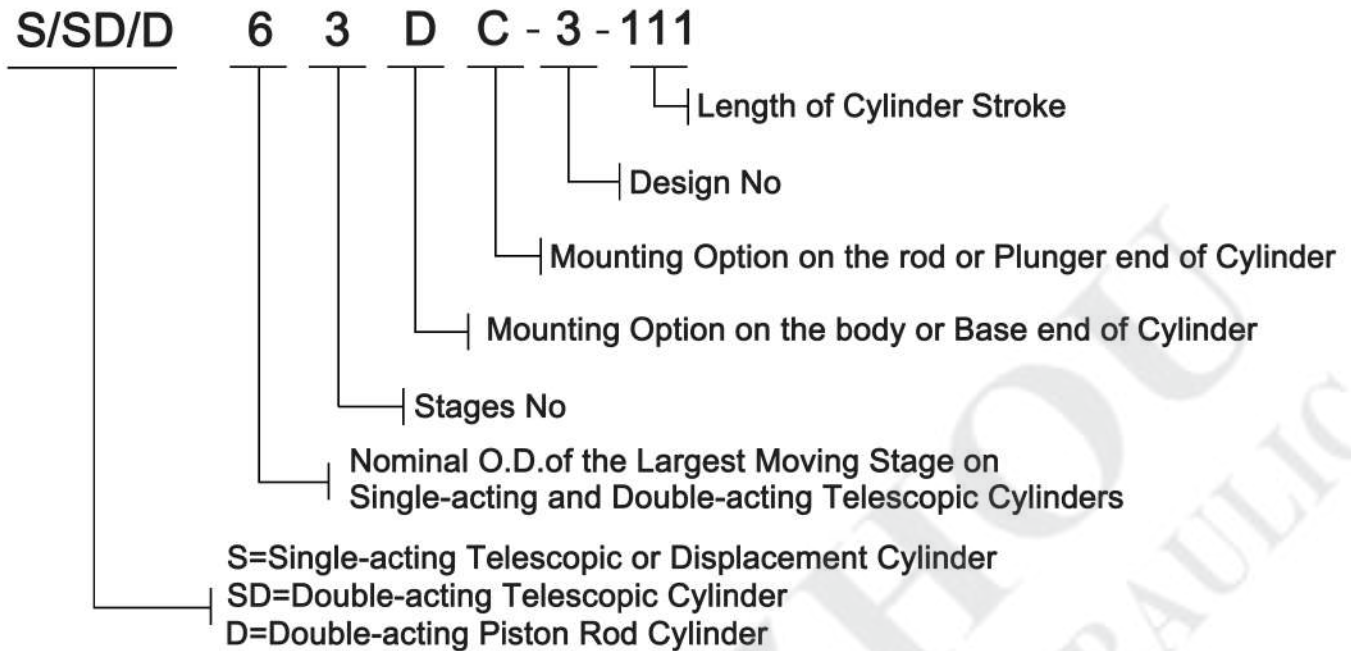 S/SD/D 6 3 D C - 3 - 111
Length of Cylinder Stroke
Design No
Mounting Option on the rod or Plunger end of Cylinder
Mounting Option on the body or Base end of Cylinder
Stages No
Nominal O.D.of the Largest Moving Stage on
Single-acting and Double-acting Telescopic Cylinders
S=Single-acting Telescopic or Displacement Cylinder
SD=Double-acting Telescopic Cylinder
D=Double-acting Piston Rod Cylinder
HOU
RAULIC